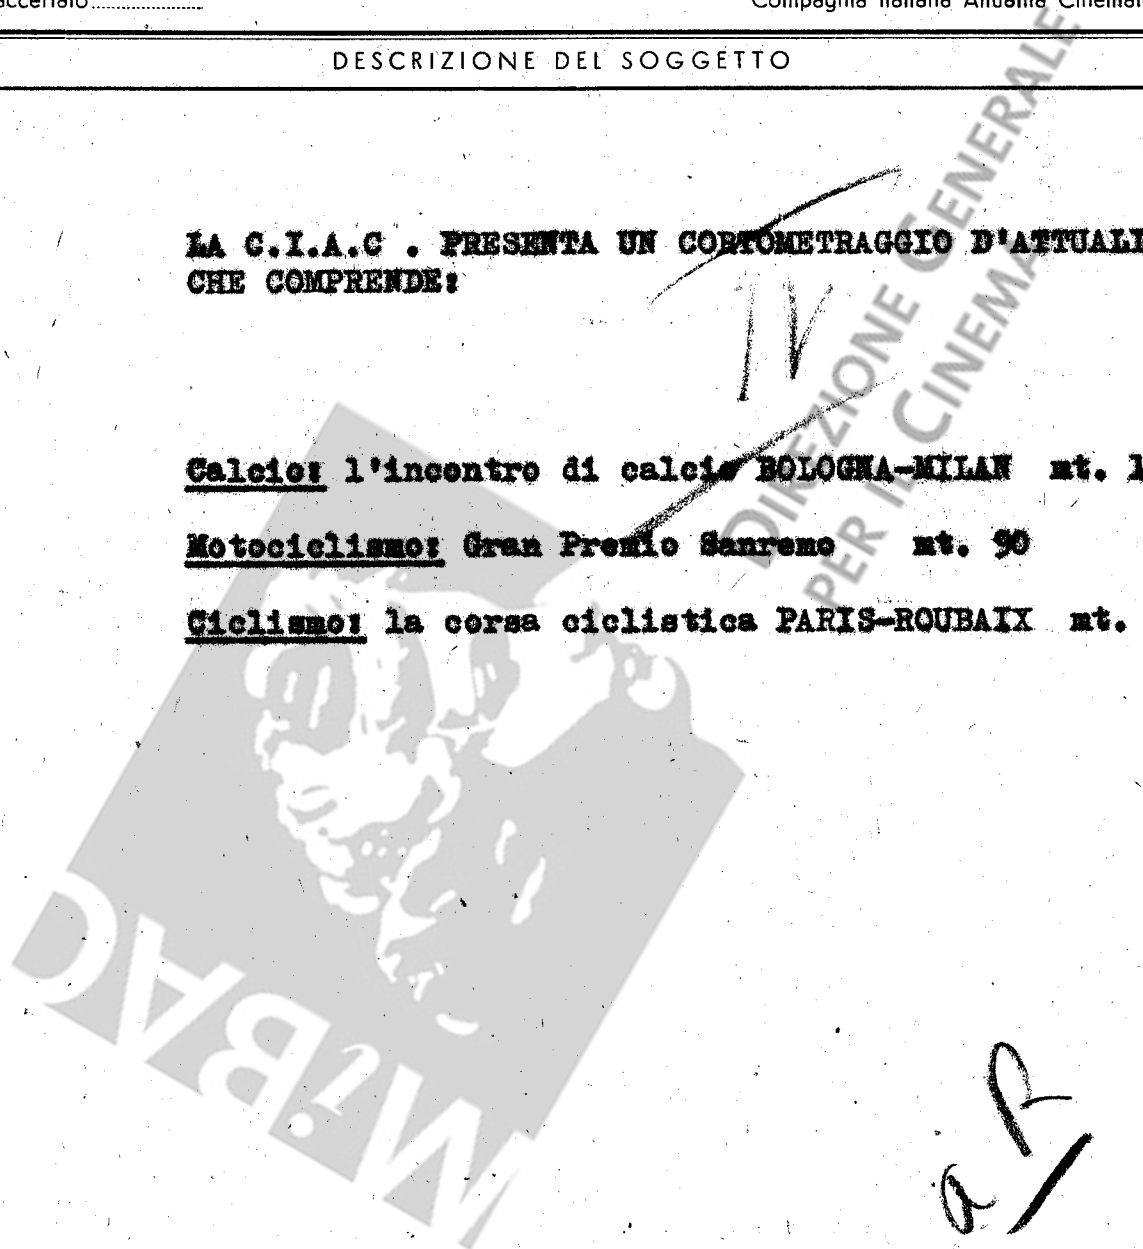 Compagnia Italiana Attualità
DESCRIZIONE DEL SOGGETTO
LA C.I.A.C . PRESENTA UN CORTOMETRAGGIO D'ATTUALI
CHE COMPRENDE:
IV
Calcio: l'incontro di calcio BOLOGNA-MILAN mt. 1
Motociclismo: Gran Premio Sanremo mt. 90
Ciclismo: la corsa ciclistica PARIS-ROUBAIX mt.
DIREZIONE GENERALE
PER IL CINEMA
MiBAC